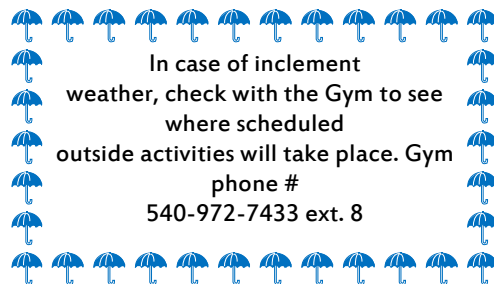 In case of inclement
weather, check with the Gym to see
where scheduled
outside activities will take place. Gym
phone #
540-972-7433 ext. 8